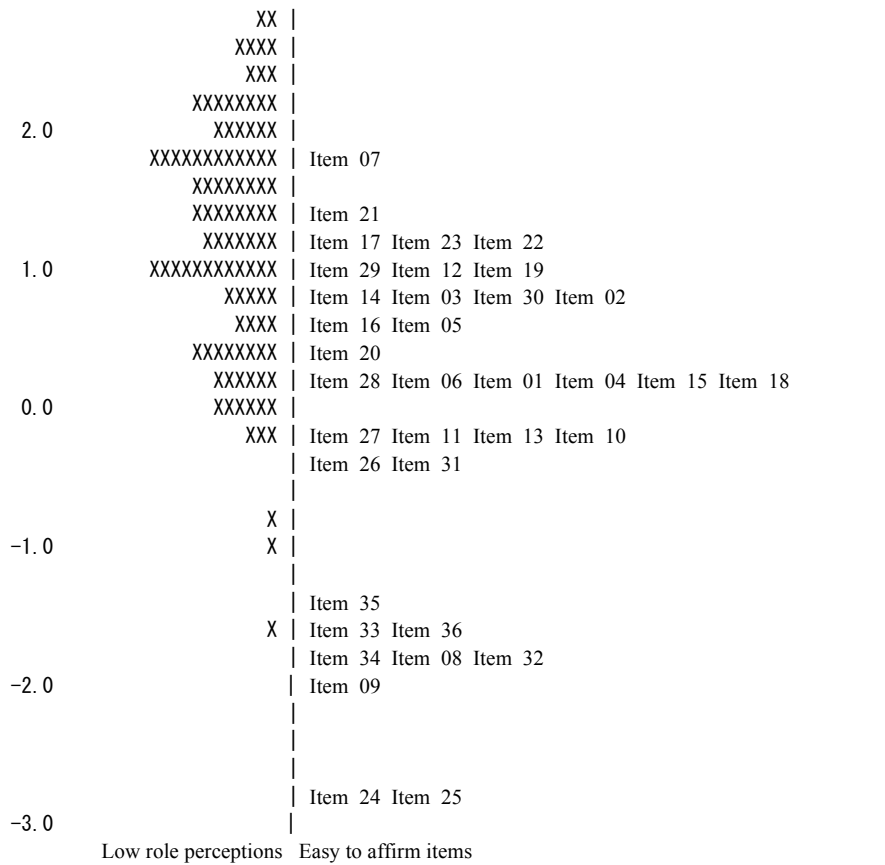 XX |
XXXX |
XXX |
XXXXXXXX |
2.0 XXXXXX |
XXXXXXXXXXXX | Item 07
XXXXXXXX |
XXXXXXXX | Item 21
XXXXXXX | Item 17 Item 23 Item 22
1.0 XXXXXXXXXXXX | Item 29 Item 12 Item 19
XXXXX | Item 14 Item 03 Item 30 Item 02
XXXX | Item 16 Item 05
XXXXXXXX | Item 20
XXXXXX | Item 28 Item 06 Item 01 Item 04 Item 15 Item 18
0.0 XXXXXX |
XXX | Item 27 Item 11 Item 13 Item 10
| Item 26 Item 31
|
X |
-1.0 X |
|
| Item 35
X | Item 33 Item 36
| Item 34 Item 08 Item 32
-2.0 | Item 09
|
|
|
| Item 24 Item 25
-3.0 |
Low role perceptions Easy to affirm items